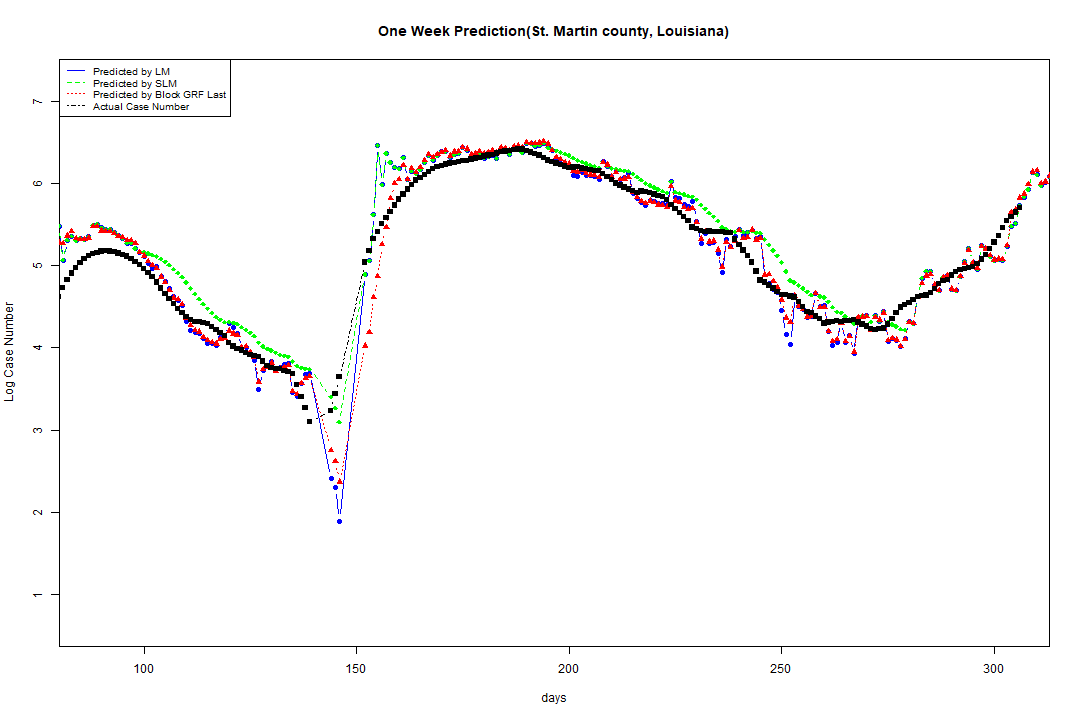 One Week Prediction(St. Martin county, Louisiana)
Predicted by LM
Predicted by SLM
Predicted by Block GRF Last
Actual Case Number
7
6
5
4
3
2
1
Log Case Number
100 150 200 250 300
days